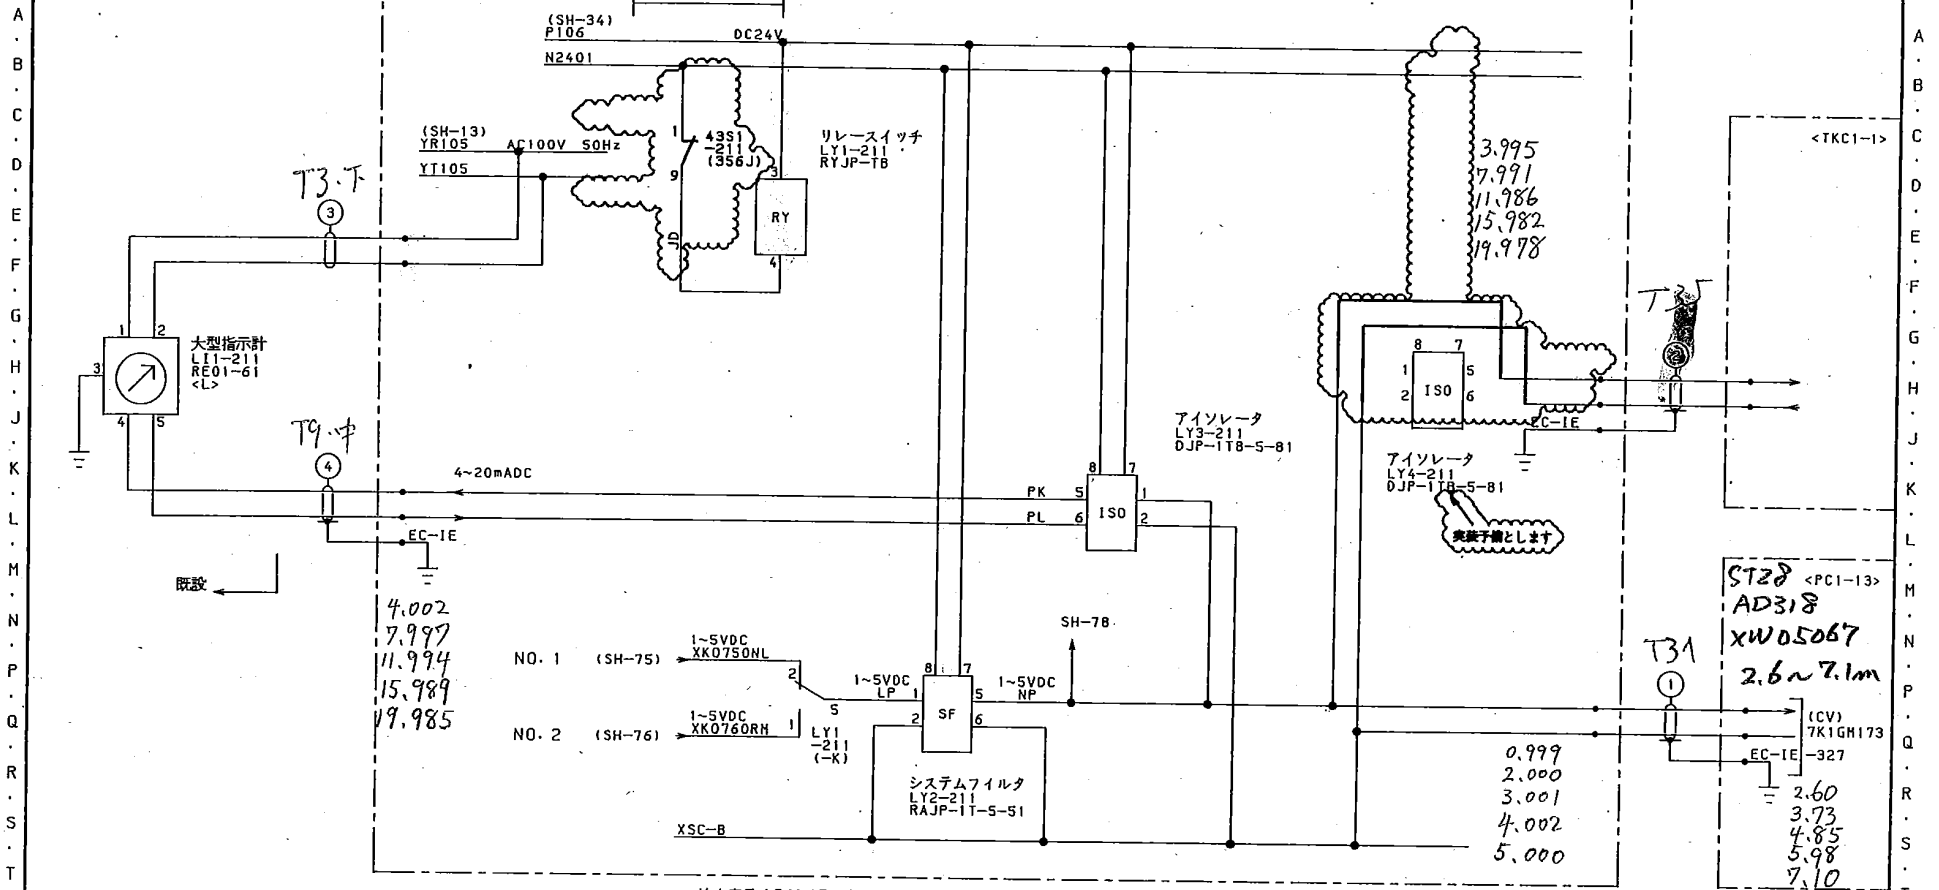 A
B
C
D
E
F
G
H
J
K
L
M
N
P
Q
R
S
T
(SH-34)
P106
DC24V
N2401
(SH-13)
YR105
AC100V 50Hz
YT105
1
43S1
-211
(356J)
9
JD
リレースイッチ
LY1-211
RYJP-TB
3
RY
4
T3.下
3
1
2
大型指示計
LI1-211
RE01-61
<L>
3
4
5
T9.中
4
4~20mADC
PK
PL
EC-IE
既設
4.002
7.997
11.994
15.989
19.985
8
7
5
6
ISO
1
2
アイソレータ
LY3-211
DJP-1TB-5-81
3.995
7.991
11.986
15.982
19.978
8
7
1
5
ISO
2
6
EC-IE
アイソレータ
LY4-211
DJP-1TB-5-81
実装予備とします
2
<TKC1-1>
NO. 1
(SH-75)
1~5VDC
XK0750NL
2
S
NO. 2
(SH-76)
1~5VDC
XK0760RM
1
LY1
-211
(-K)
1~5VDC
LP
8
7
1
5
SF
2
6
1~5VDC
NP
SH-78
システムフィルタ
LY2-211
RAJP-1T-5-51
XSC-B
0.999
2.000
3.001
4.002
5.000
T31
1
ST28
<PC1-13>
AD318
XW05067
2.6~7.1m
(CV)
7K1GM173
-327
EC-IE
2.60
3.73
4.85
5.98
7.10
A
B
C
D
E
F
G
H
J
K
L
M
N
P
Q
R
S